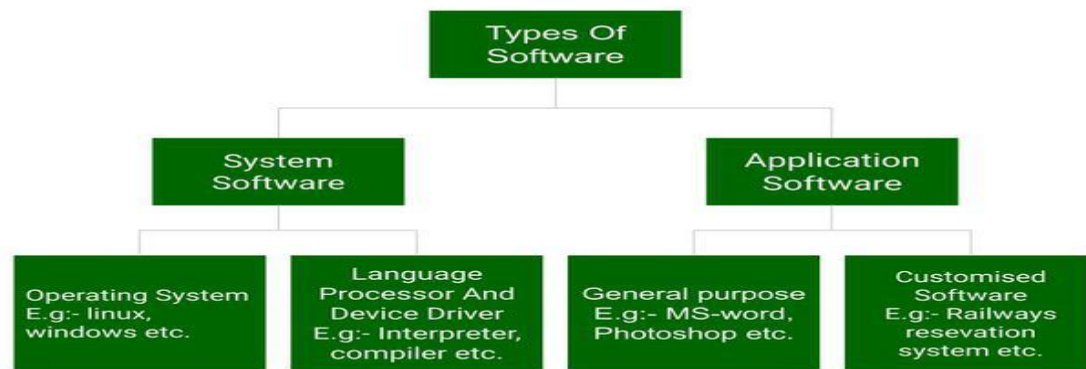 Types Of
Software
System
Software
Application
Software
Operating System
E.g:- linux,
windows etc.
Language
Processor And
Device Driver
E.g:- Interpreter,
compiler etc.
General purpose
E.g:- MS-word,
Photoshop etc.
Customised
Software
E.g:- Railways
resevation
system etc.